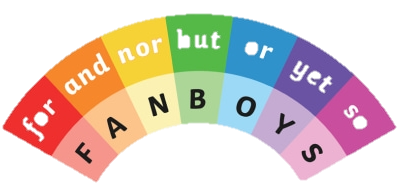 for and nor but or yet so
F A N B O Y S